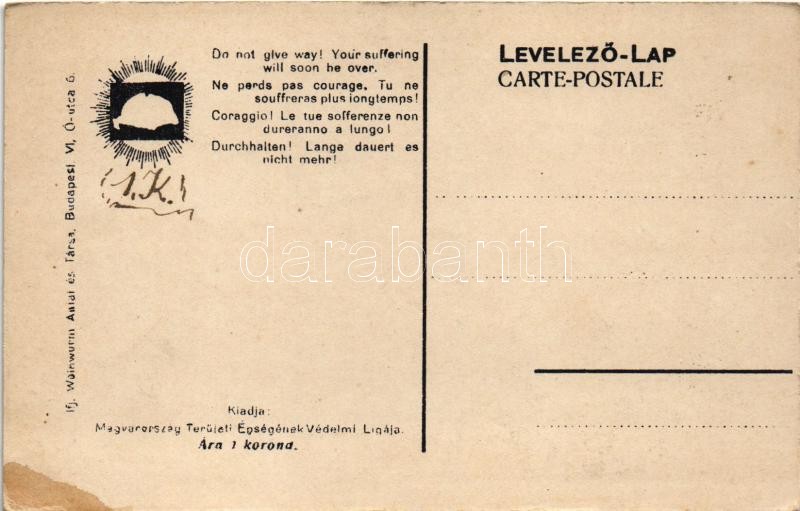 Do not give way! Your suffering
will soon be over.
Ne perds pas courage. Tu ne
souffreras plus longtemps!
Coraggio! Le tue sofferenze non
dureranno a lungo!
Durchhalten! Lange dauert es
nicht mehr!
(1.K.)
Ifj. Weinwurm Antal és Társa, Budapest VI, Ó-utca 6.
Kiadja:
Magyarország Területi Épségének Védelmi Ligája.
Ára 1 korona.
LEVELEZŐ-LAP
CARTE-POSTALE
darabanth